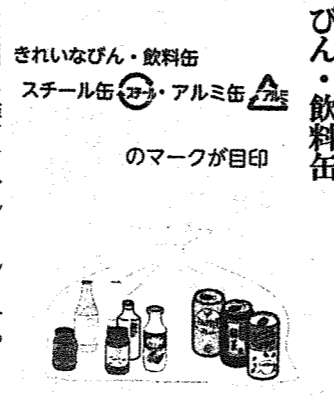 びん・飲料缶
きれいなびん・飲料缶
スチール缶 スチール ・アルミ缶 アルミ
のマークが目印